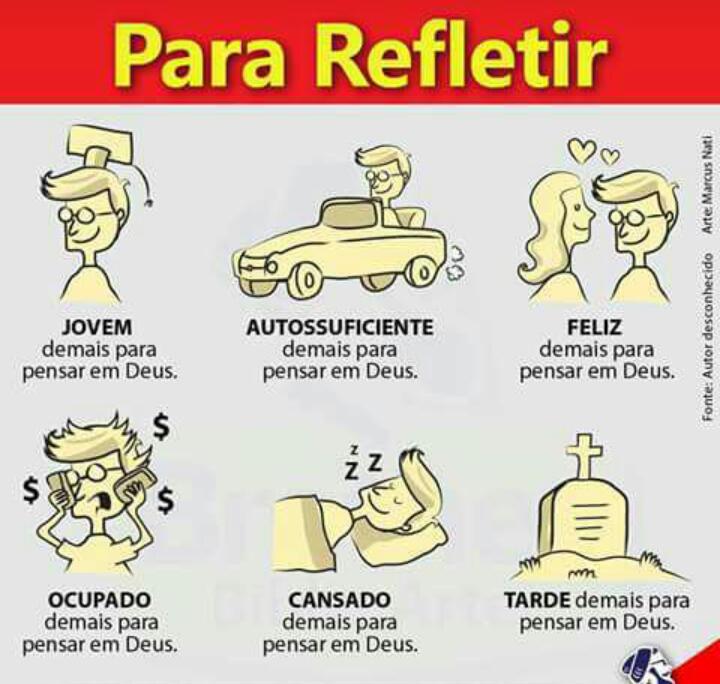 Para Refletir
JOVEM
demais para
pensar em Deus.
AUTOSSUFICIENTE
demais para
pensar em Deus.
FELIZ
demais para
pensar em Deus.
$
$
$
OCUPADO
demais para
pensar em Deus.
z
Z Z
CANSADO
demais para
pensar em Deus.
TARDE demais para
pensar em Deus.
Fonte: Autor desconhecido Arte: Marcus Nati